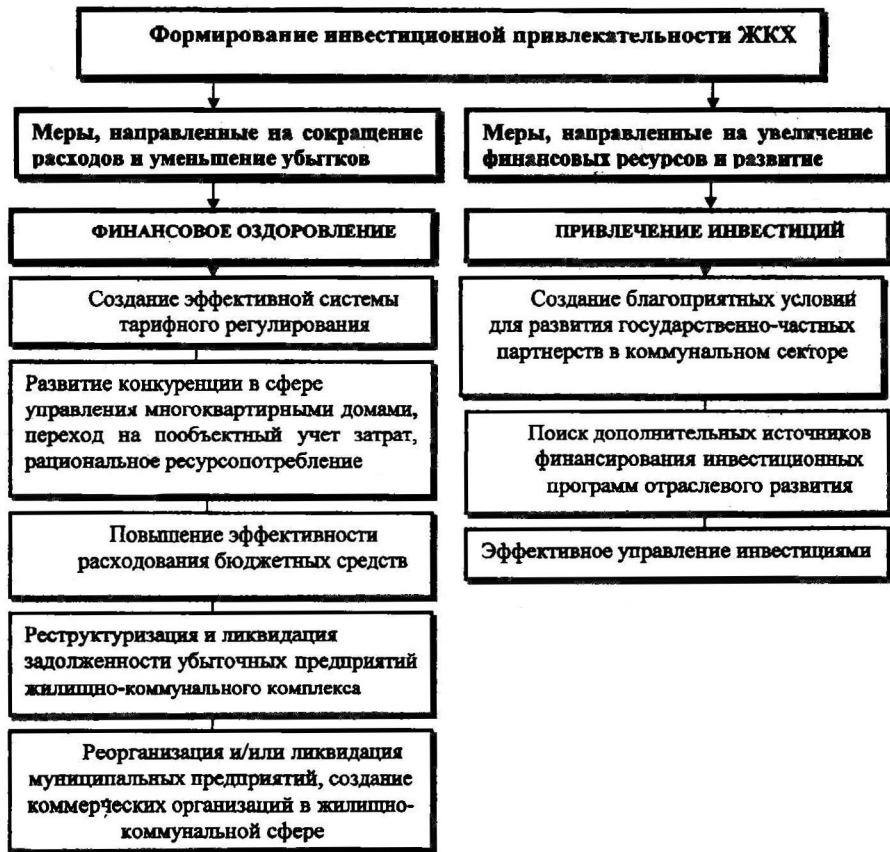 Формирование инвестиционной привлекательности ЖКХ
Меры, направленные на сокращение
расходов и уменьшение убытков
ФИНАНСОВОЕ ОЗДОРОВЛЕНИЕ
Создание эффективной системы
тарифного регулирования
Развитие конкуренции в сфере
управления многоквартирными домами,
переход на пообъектный учет затрат,
рациональное ресурсопотребление
Повышение эффективности
расходования бюджетных средств
Реструктуризация и ликвидация
задолженности убыточных предприятий
жилищно-коммунального комплекса
Реорганизация и/или ликвидация
муниципальных предприятий, создание
коммерческих организаций в жилищно-
коммунальной сфере
Меры, направленные на увеличение
финансовых ресурсов и развитие
ПРИВЛЕЧЕНИЕ ИНВЕСТИЦИЙ
Создание благоприятных условий
для развития государственно-частных
партнерств в коммунальном секторе
Поиск дополнительных источников
финансирования инвестиционных
программ отраслевого развития
Эффективное управление инвестициями